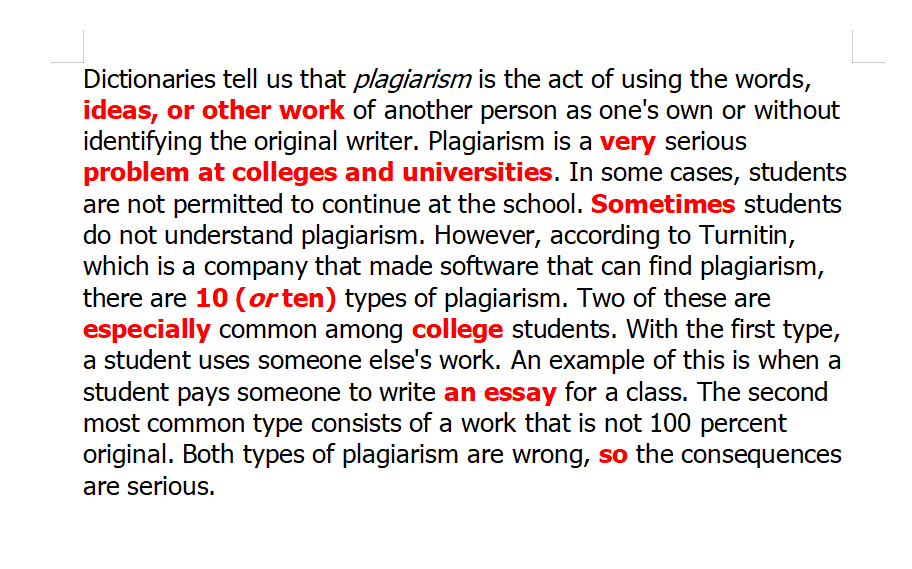 Dictionaries tell us that plagiarism is the act of using the words,
ideas, or other work of another person as one's own or without
identifying the original writer. Plagiarism is a very serious
problem at colleges and universities. In some cases, students
are not permitted to continue at the school. Sometimes students
do not understand plagiarism. However, according to Turnitin,
which is a company that made software that can find plagiarism,
there are 10 (or ten) types of plagiarism. Two of these are
especially common among college students. With the first type,
a student uses someone else's work. An example of this is when a
student pays someone to write an essay for a class. The second
most common type consists of a work that is not 100 percent
original. Both types of plagiarism are wrong, so the consequences
are serious.